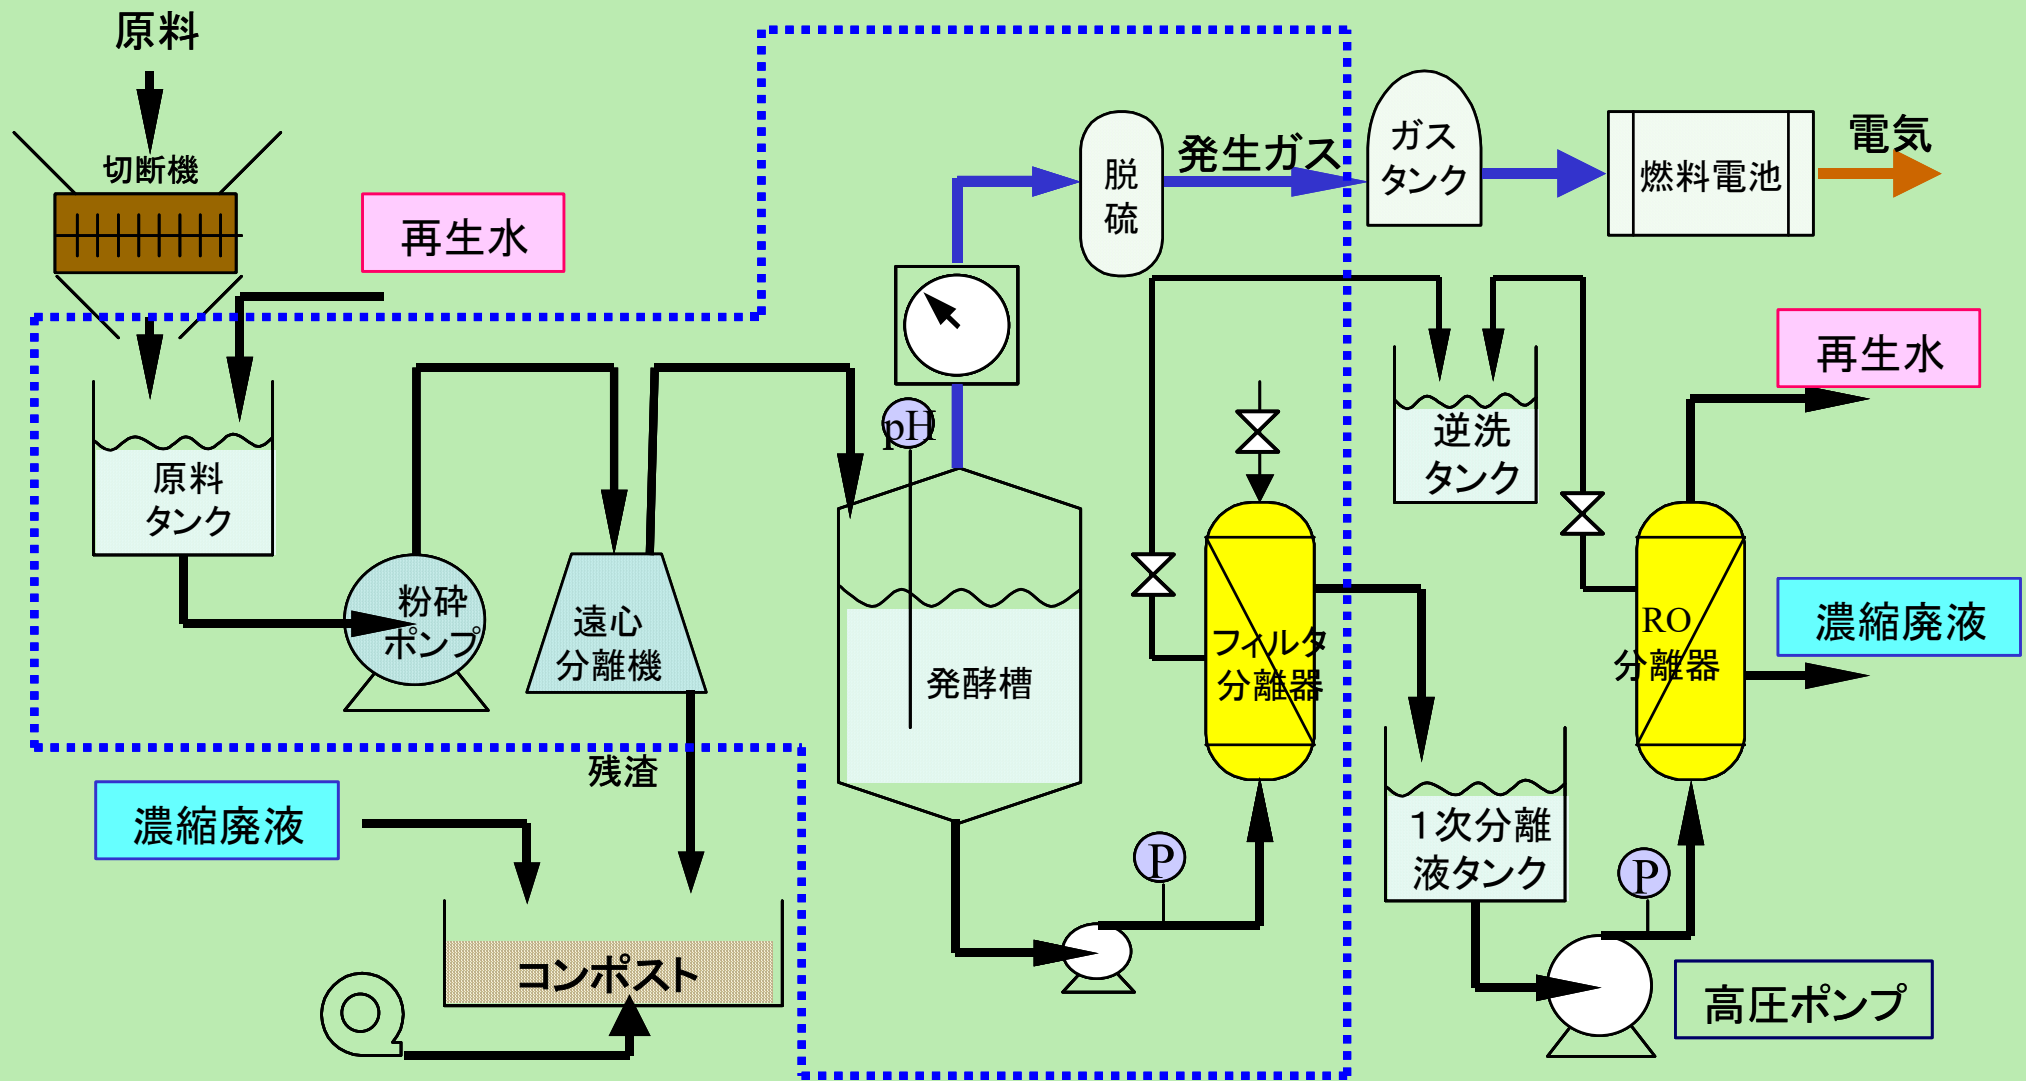 原料
切断機
再生水
原料
タンク
粉砕
ポンプ
遠心
分離機
残渣
濃縮廃液
コンポスト
pH
発酵槽
脱
硫
発生ガス
ガス
タンク
燃料電池
電気
逆洗
タンク
フィルタ
分離器
P
1次分離
液タンク
P
高圧ポンプ
RO
分離器
再生水
濃縮廃液